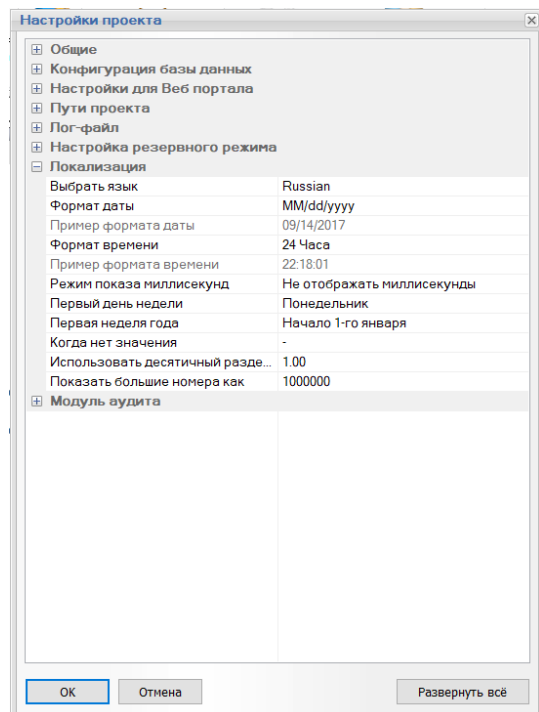 Настройки проекта
Общие
Конфигурация базы данных
Настройки для Веб портала
Пути проекта
Лог-файл
Настройка резервного режима
Локализация
Выбрать язык Russian
Формат даты MM/dd/yyyy
Пример формата даты 09/14/2017
Формат времени 24 Часа
Пример формата времени 22:18:01
Режим показа миллисекунд Не отображать миллисекунды
Первый день недели Понедельник
Первая неделя года Начало 1-го января
Когда нет значения -
Использовать десятичный разде... 1.00
Показать большие номера как 1000000
Модуль аудита
ОК Отмена Развернуть всё